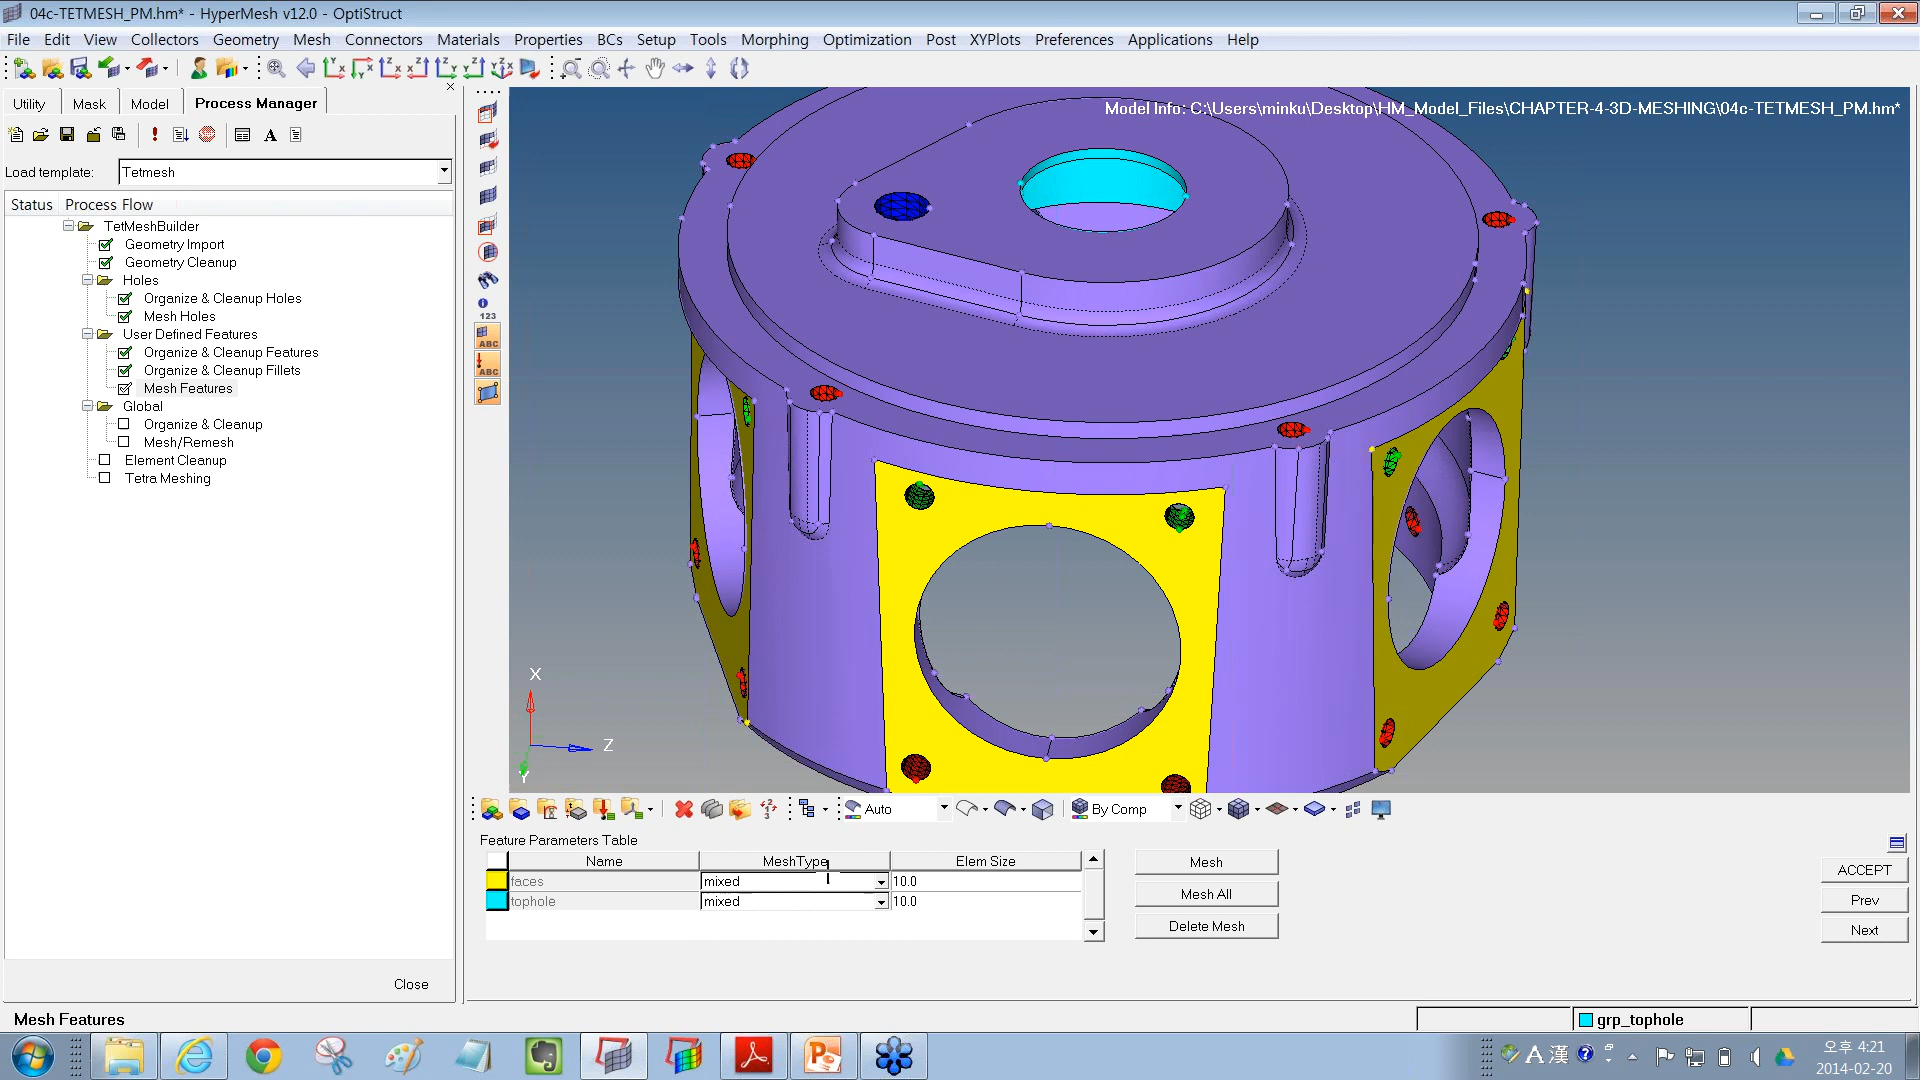 04c-TETMESH_PM.hm* - HyperMesh v12.0 - OptiStruct
File Edit View Collectors Geometry Mesh Connectors Materials Properties BCs Setup Tools Morphing Optimization Post XYPlots Preferences Applications Help
Utility Mask Model Process Manager
Model Info: C:\Users\minku\Desktop\HM_Model_Files\CHAPTER-4-3D-MESHING\04c-TETMESH_PM.hm*
Load template: Tetmesh
Status Process Flow
TetMeshBuilder
Geometry Import
Geometry Cleanup
Holes
Organize & Cleanup Holes
Mesh Holes
User Defined Features
Organize & Cleanup Features
Organize & Cleanup Fillets
Mesh Features
Global
Organize & Cleanup
Mesh/Remesh
Element Cleanup
Tetra Meshing
Close
123
ABC
ABC
X
Z
Y
Auto
By Comp
Feature Parameters Table
Name MeshType Elem Size
faces mixed 10.0
tophole mixed 10.0
Mesh
Mesh All
Delete Mesh
ACCEPT
Prev
Next
Mesh Features
grp_tophole
A 漢
오후 4:21
2014-02-20